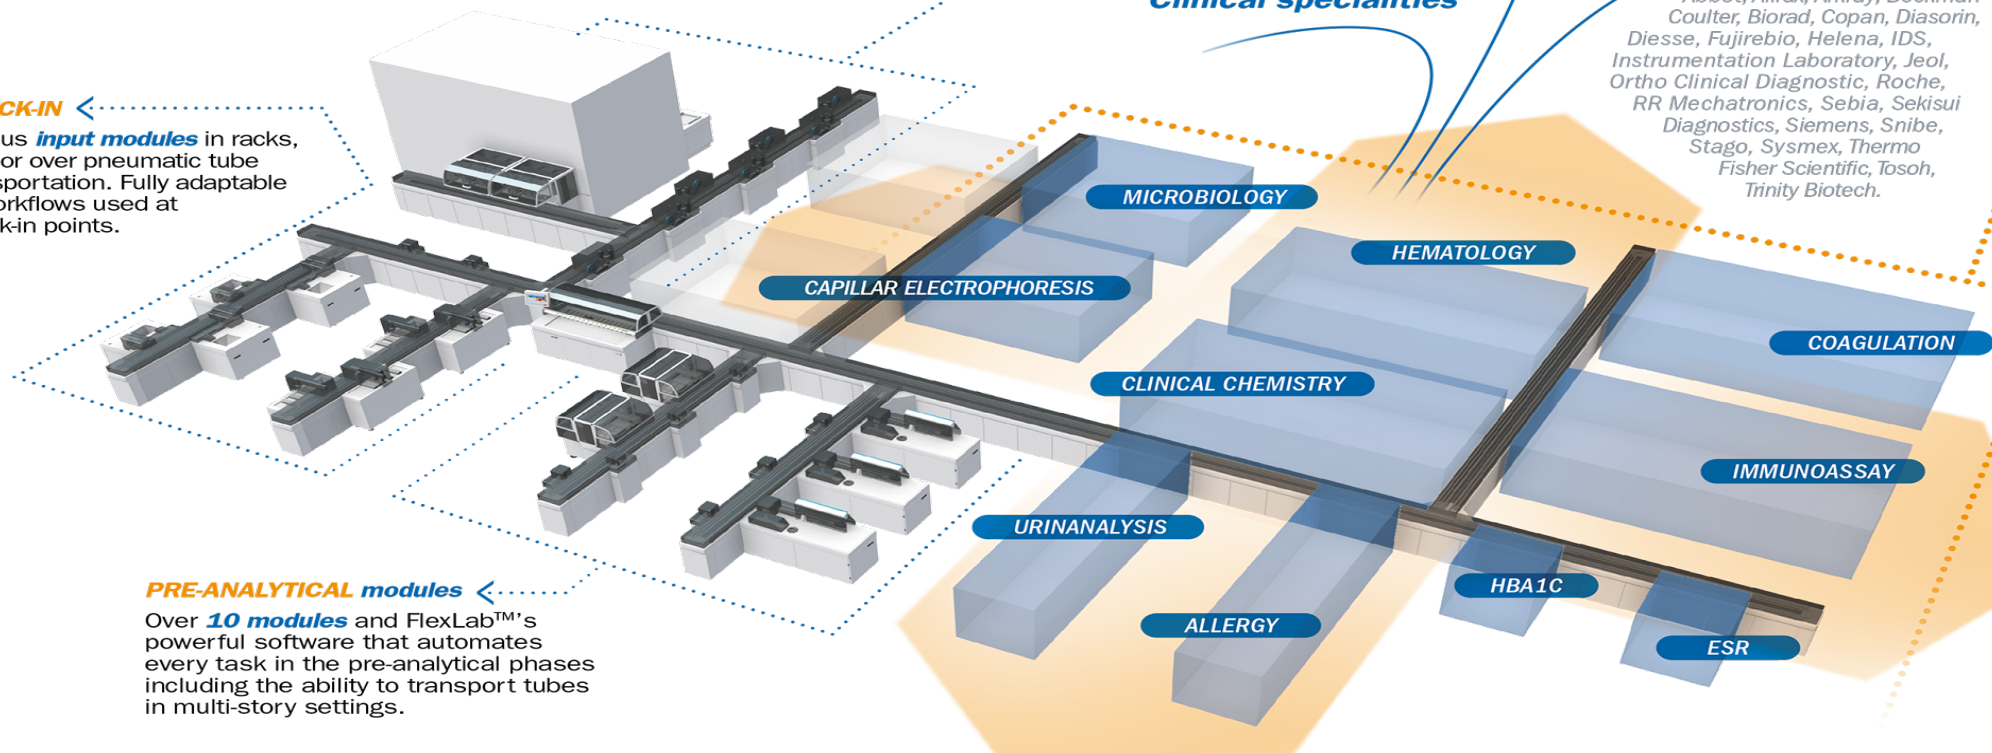 Clinical specialities
Coulter, Biorad, Copan, Diasorin,
Diesse, Fujirebio, Helena, IDS,
Instrumentation Laboratory, Jeol,
Ortho Clinical Diagnostic, Roche,
RR Mechatronics, Sebia, Sekisui
Diagnostics, Siemens, Snibe,
Stago, Sysmex, Thermo
Fisher Scientific, Tosoh,
Trinity Biotech.
CK-IN
us input modules in racks,
or over pneumatic tube
sportation. Fully adaptable
orkflows used at
k-in points.
MICROBIOLOGY
HEMATOLOGY
CAPILLAR ELECTROPHORESIS
COAGULATION
CLINICAL CHEMISTRY
IMMUNOASSAY
URINANALYSIS
HBA1C
ALLERGY
ESR
PRE-ANALYTICAL modules
Over 10 modules and FlexLab™'s
powerful software that automates
every task in the pre-analytical phases
including the ability to transport tubes
in multi-story settings.